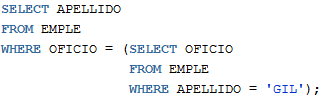 SELECT APELLIDO
FROM EMPLE
WHERE OFICIO = (SELECT OFICIO
FROM EMPLE
WHERE APELLIDO = 'GIL');